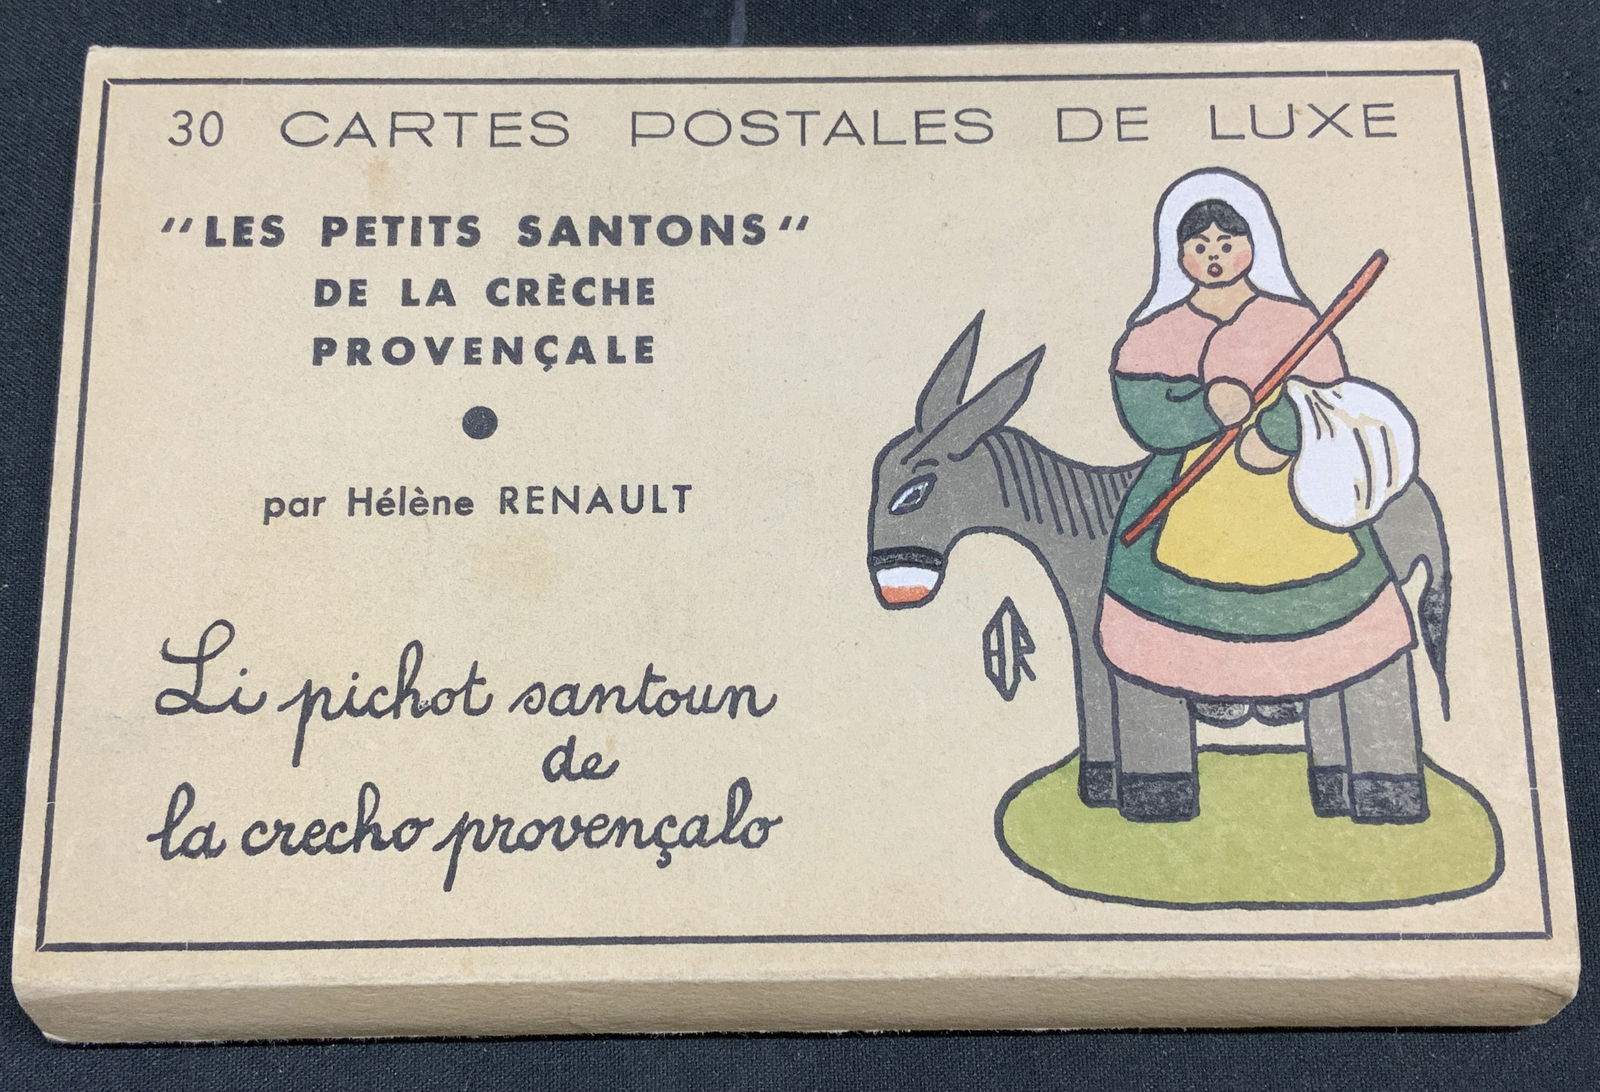 30 CARTES POSTALES DE LUXE
"LES PETITS SANTONS"
DE LA CRÈCHE
PROVENÇALE
par Hélène RENAULT
Li pichot santoun
de
la crecho provençalo
HR